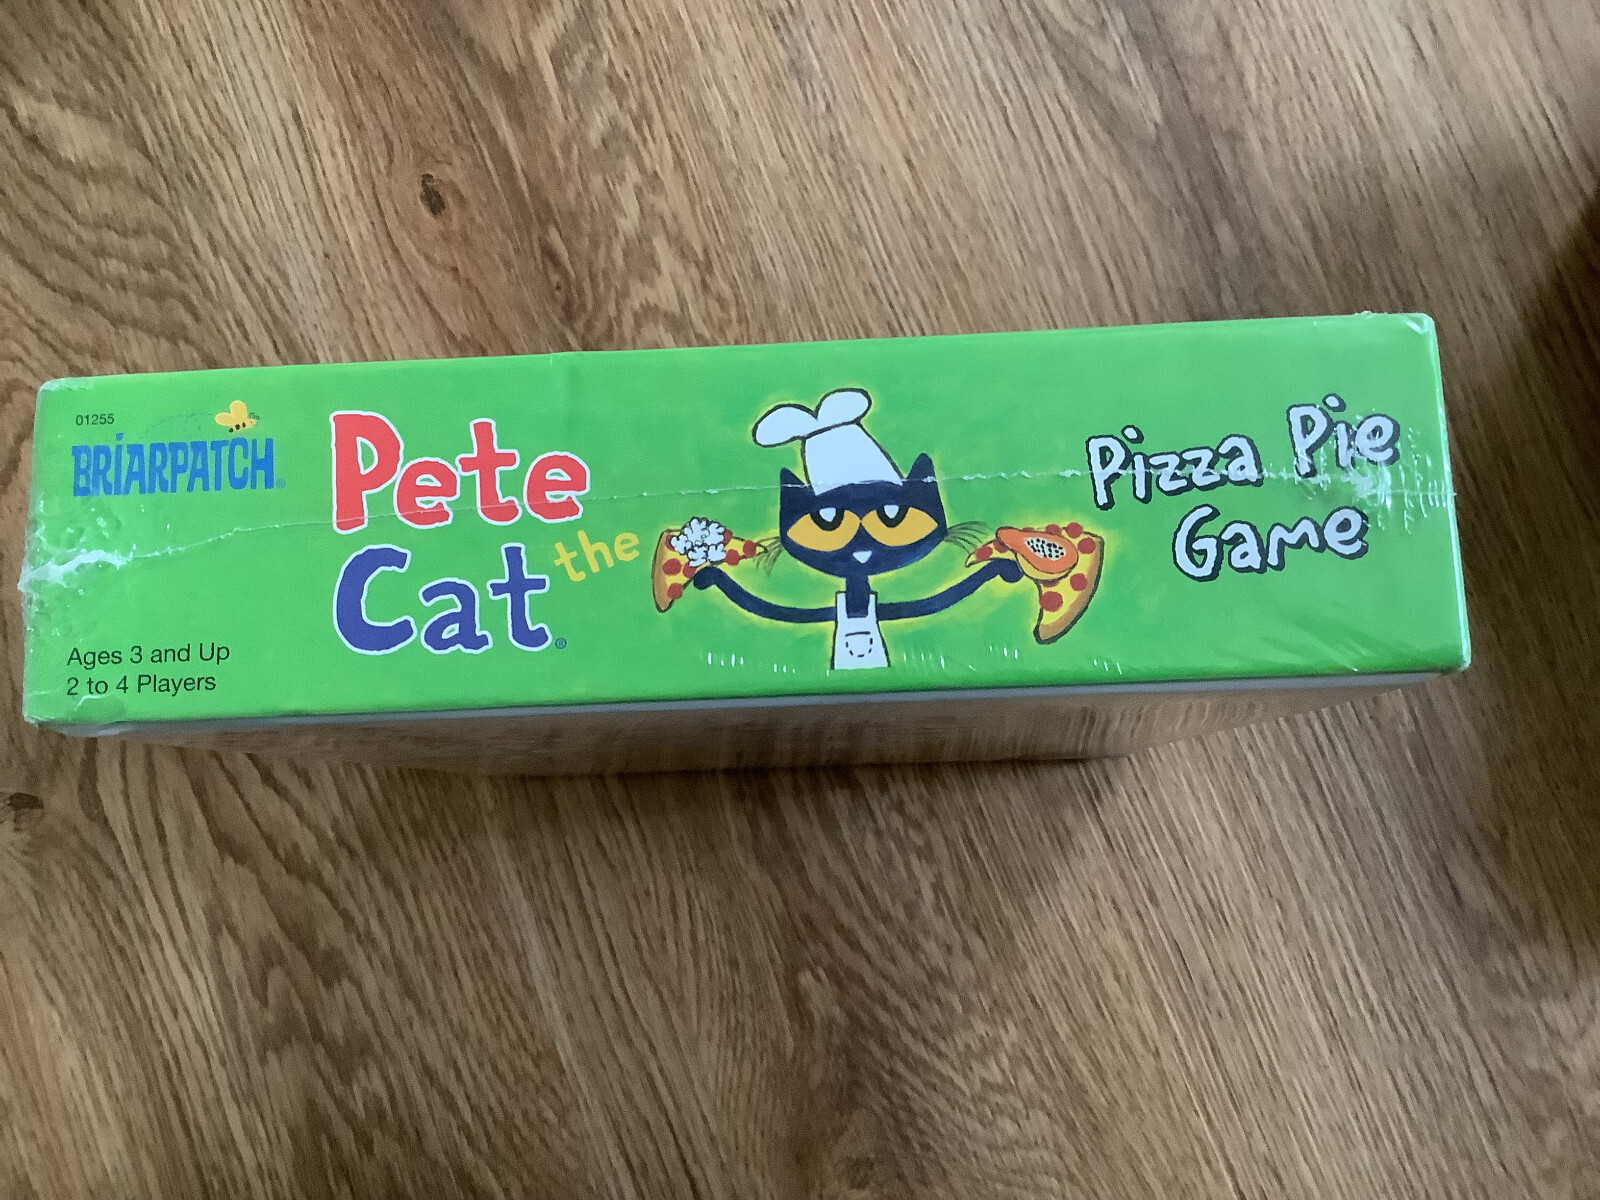 01255
BRIARPATCH®
Pete
the
Cat®
Ages 3 and Up
2 to 4 Players
Pizza Pie
Game